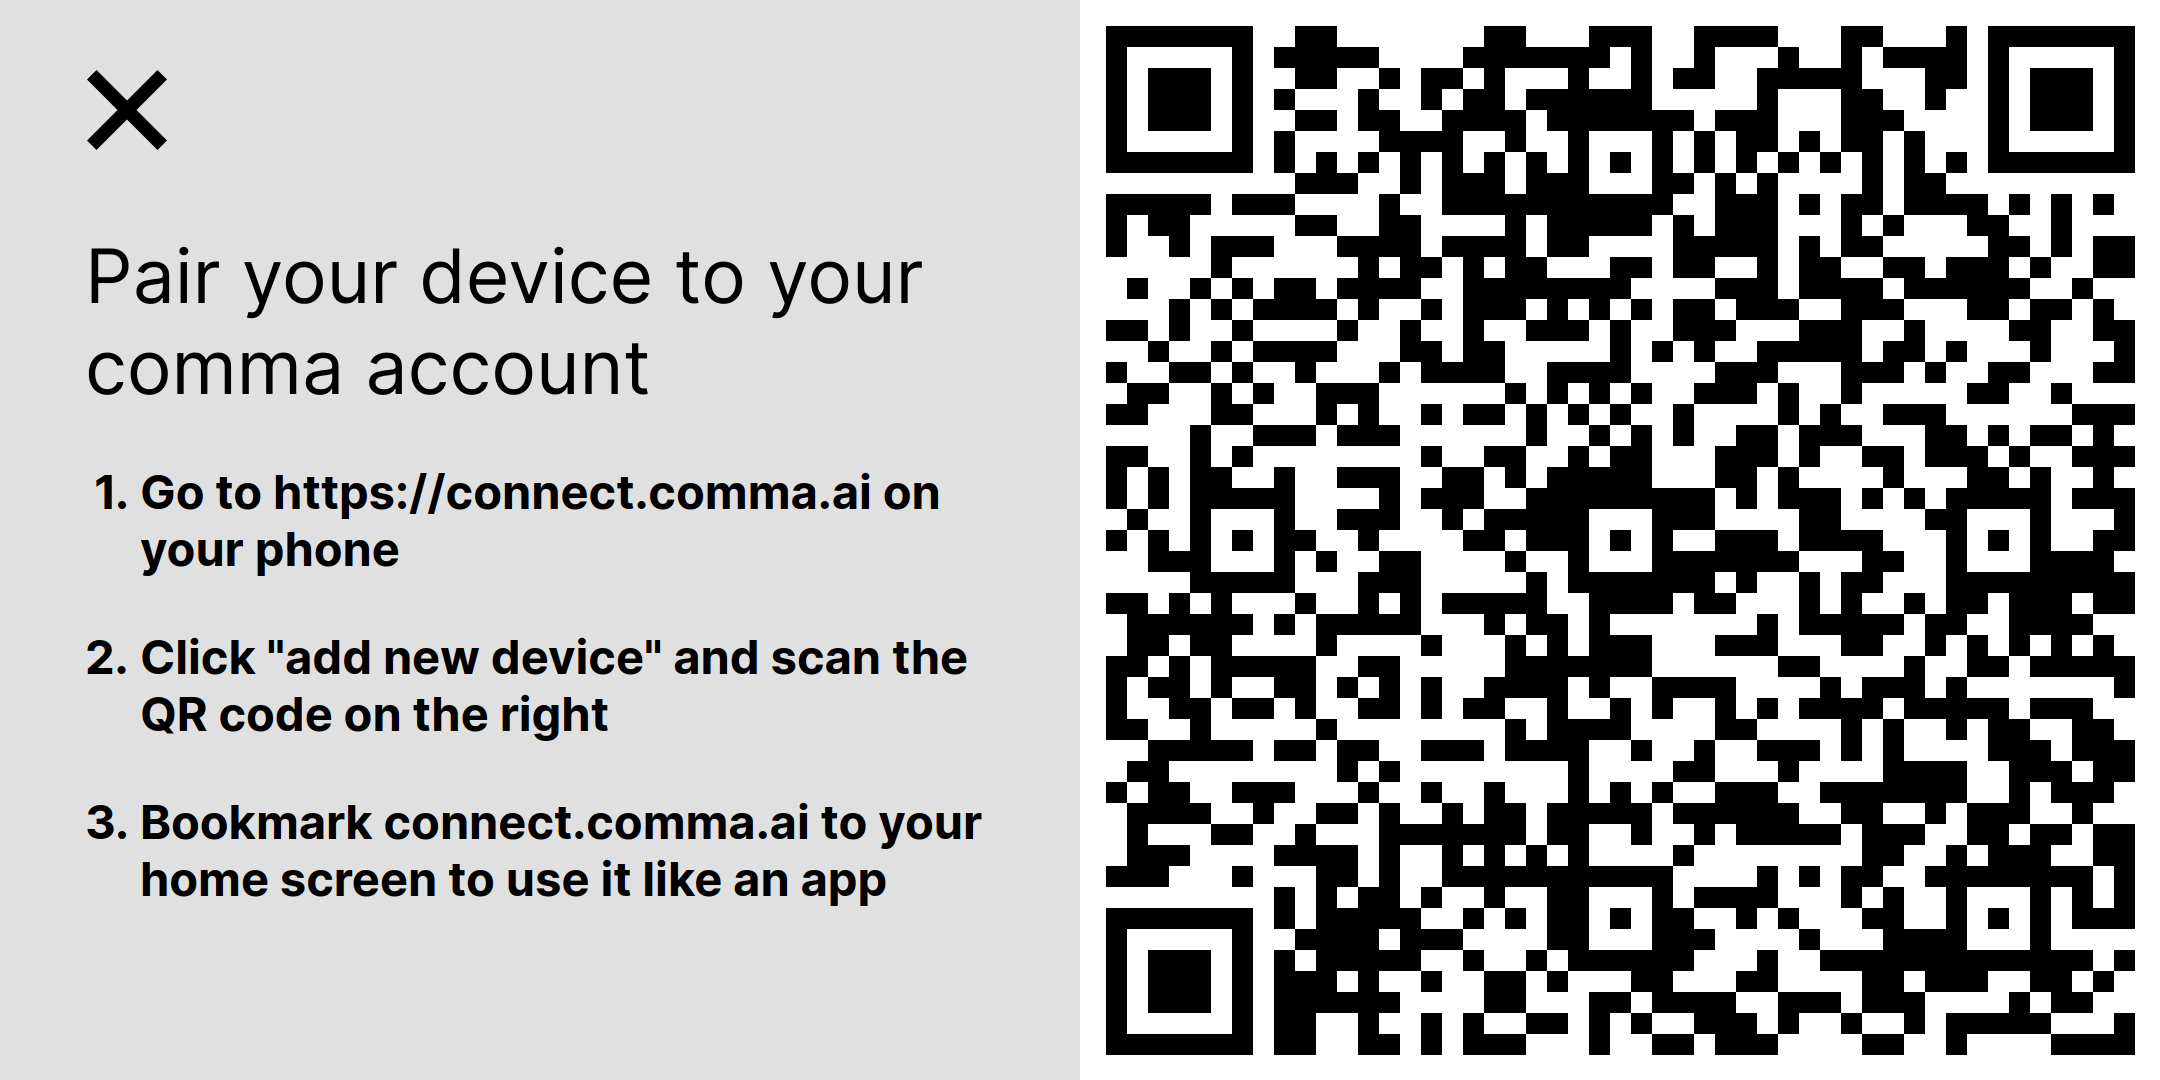 Pair your device to your
comma account
1. Go to https://connect.comma.ai on
your phone
2. Click "add new device" and scan the
QR code on the right
3. Bookmark connect.comma.ai to your
home screen to use it like an app